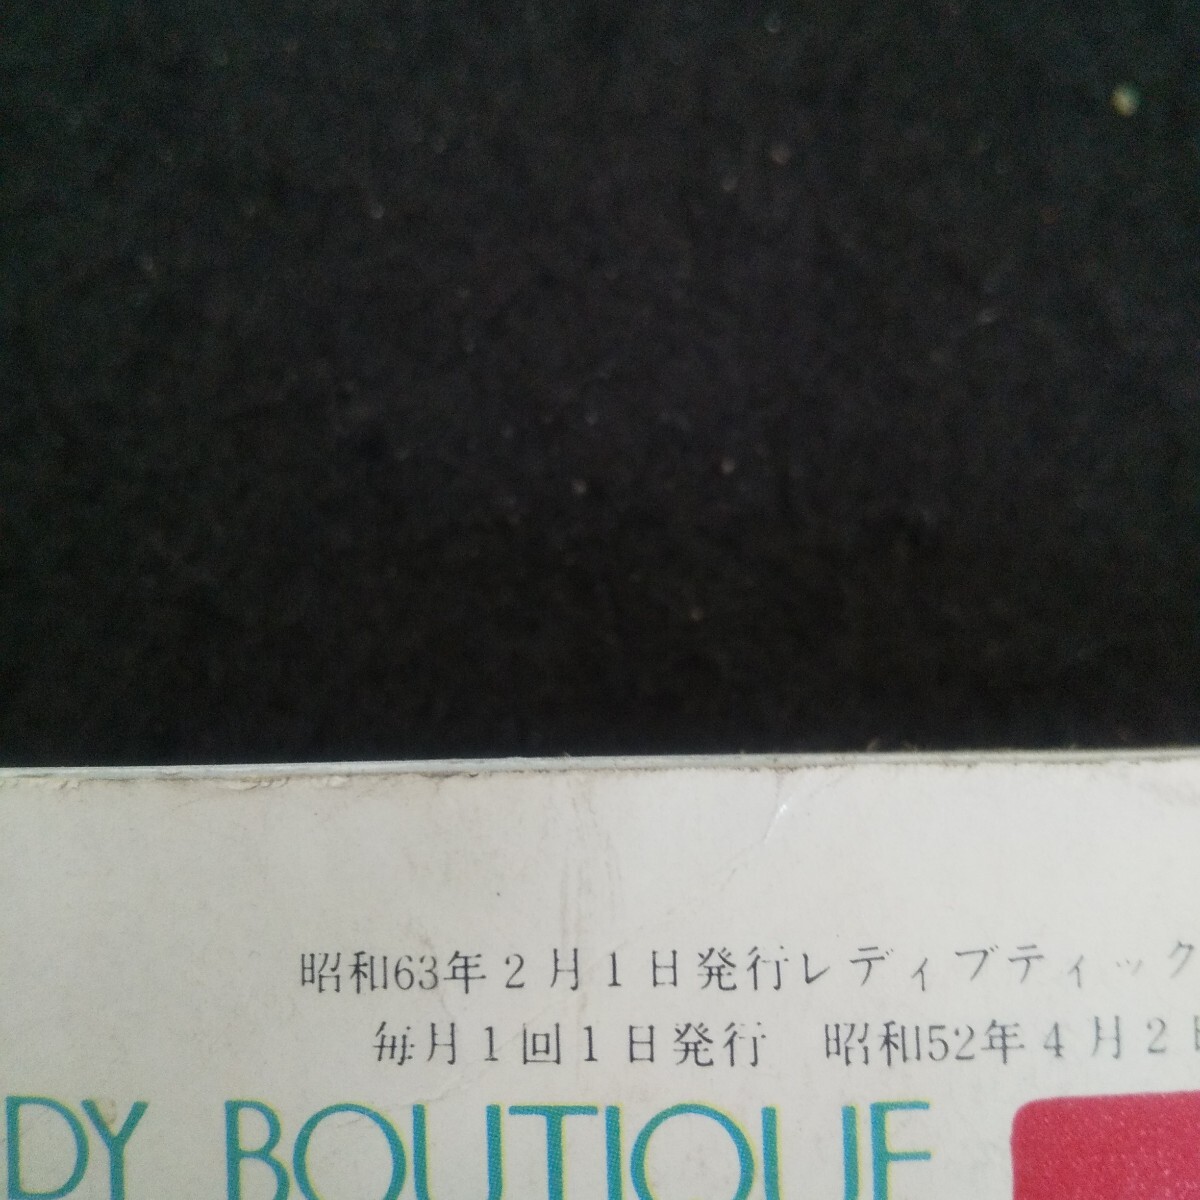 昭和63年2月1日発行レディブティック
毎月1回1日発行 昭和52年4月2日
DY BOUTIQUE